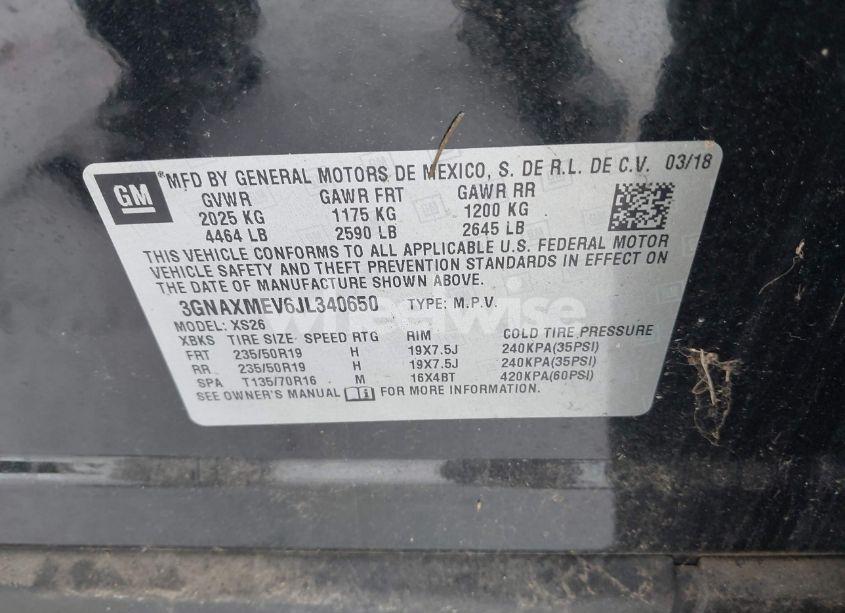 GM
®MFD BY GENERAL MOTORS DE MEXICO, S. DE R.L. DE C.V. 03/18
GVWR GAWR FRT GAWR RR
2025 KG 1175 KG 1200 KG
4464 LB 2590 LB 2645 LB
THIS VEHICLE CONFORMS TO ALL APPLICABLE U.S. FEDERAL MOTOR
VEHICLE SAFETY AND THEFT PREVENTION STANDARDS IN EFFECT ON
THE DATE OF MANUFACTURE SHOWN ABOVE.
3GNAXMEV6JL340650 TYPE: M.P.V.
MODEL: XS26
XBKS TIRE SIZE: SPEED RTG RIM COLD TIRE PRESSURE
FRT 235/50R19 H 19X7.5J 240KPA(35PSI)
RR 235/50R19 H 19X7.5J 240KPA(35PSI)
SPA T135/70R16 M 16X4BT 420KPA(60PSI)
SEE OWNER'S MANUAL FOR MORE INFORMATION.